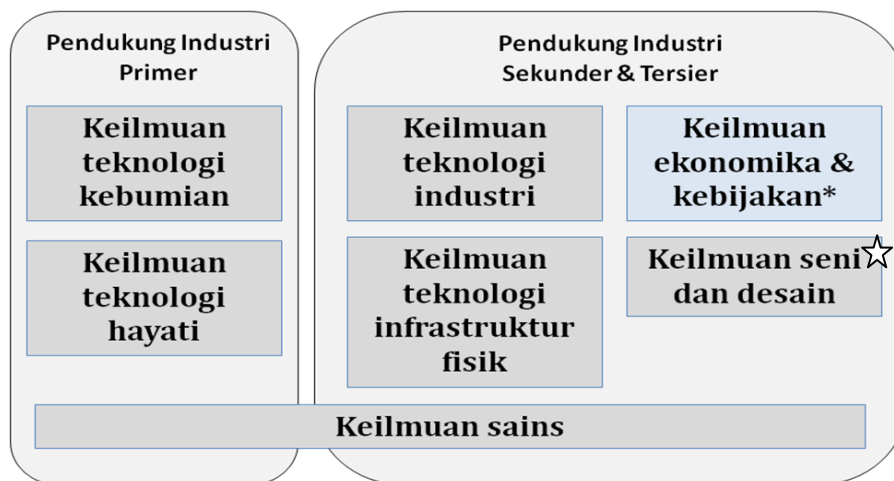 Pendukung Industri
Primer
Keilmuan
teknologi
kebumian
Keilmuan
teknologi
hayati
Pendukung Industri
Sekunder & Tersier
Keilmuan
teknologi
industri
Keilmuan
ekonomika &
kebijakan*
Keilmuan
teknologi
infrastruktur
fisik
Keilmuan seni
dan desain
Keilmuan sains